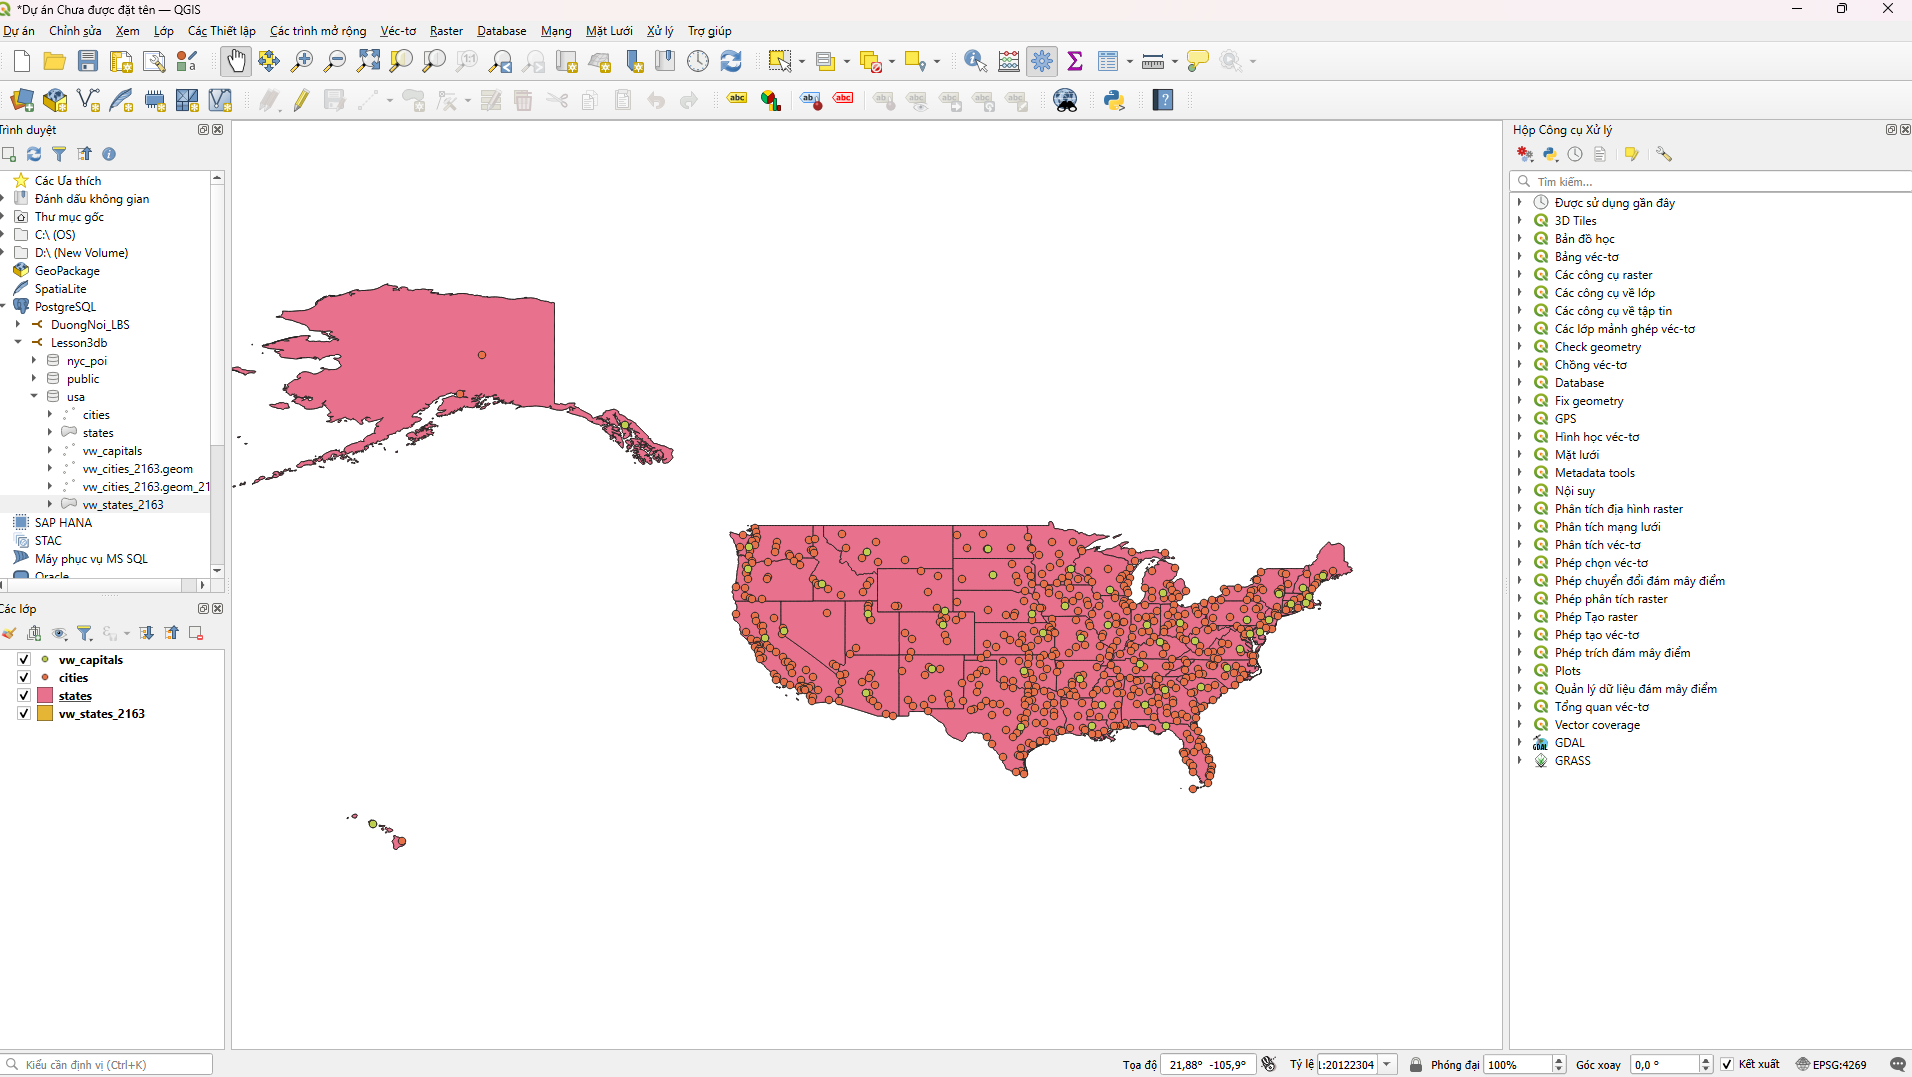 *Dự án Chưa được đặt tên — QGIS
Dự án Chỉnh sửa Xem Lớp Các Thiết lập Các trình mở rộng Véc-tơ Raster Database Mạng Mặt Lưới Xử lý Trợ giúp
Trình duyệt
Các Ưa thích
Đánh dấu không gian
Thư mục gốc
C:\ (OS)
D:\ (New Volume)
GeoPackage
SpatiaLite
PostgreSQL
DuongNoi_LBS
Lesson3db
nyc_poi
public
usa
cities
states
vw_capitals
vw_cities_2163.geom
vw_cities_2163.geom_21
vw_states_2163
SAP HANA
STAC
Máy phục vụ MS SQL
Oracle
Các lớp
vw_capitals
cities
states
vw_states_2163
Hộp Công cụ Xử lý
Tìm kiếm...
Được sử dụng gần đây
3D Tiles
Bản đồ học
Bảng véc-tơ
Các công cụ raster
Các công cụ về lớp
Các công cụ về tập tin
Các lớp mảnh ghép véc-tơ
Check geometry
Chồng véc-tơ
Database
Fix geometry
GPS
Hình học véc-tơ
Mặt lưới
Metadata tools
Nội suy
Phân tích địa hình raster
Phân tích mạng lưới
Phân tích véc-tơ
Phép chọn véc-tơ
Phép chuyển đổi đám mây điểm
Phép phân tích raster
Phép Tạo raster
Phép tạo véc-tơ
Phép trích đám mây điểm
Plots
Quản lý dữ liệu đám mây điểm
Tổng quan véc-tơ
Vector coverage
GDAL
GRASS
Kiểu cần định vị (Ctrl+K)
Tọa độ 21,88° -105,9° Tỷ lệ 1:20122304 Phóng đại 100% Góc xoay 0,0 ° Kết xuất EPSG:4269